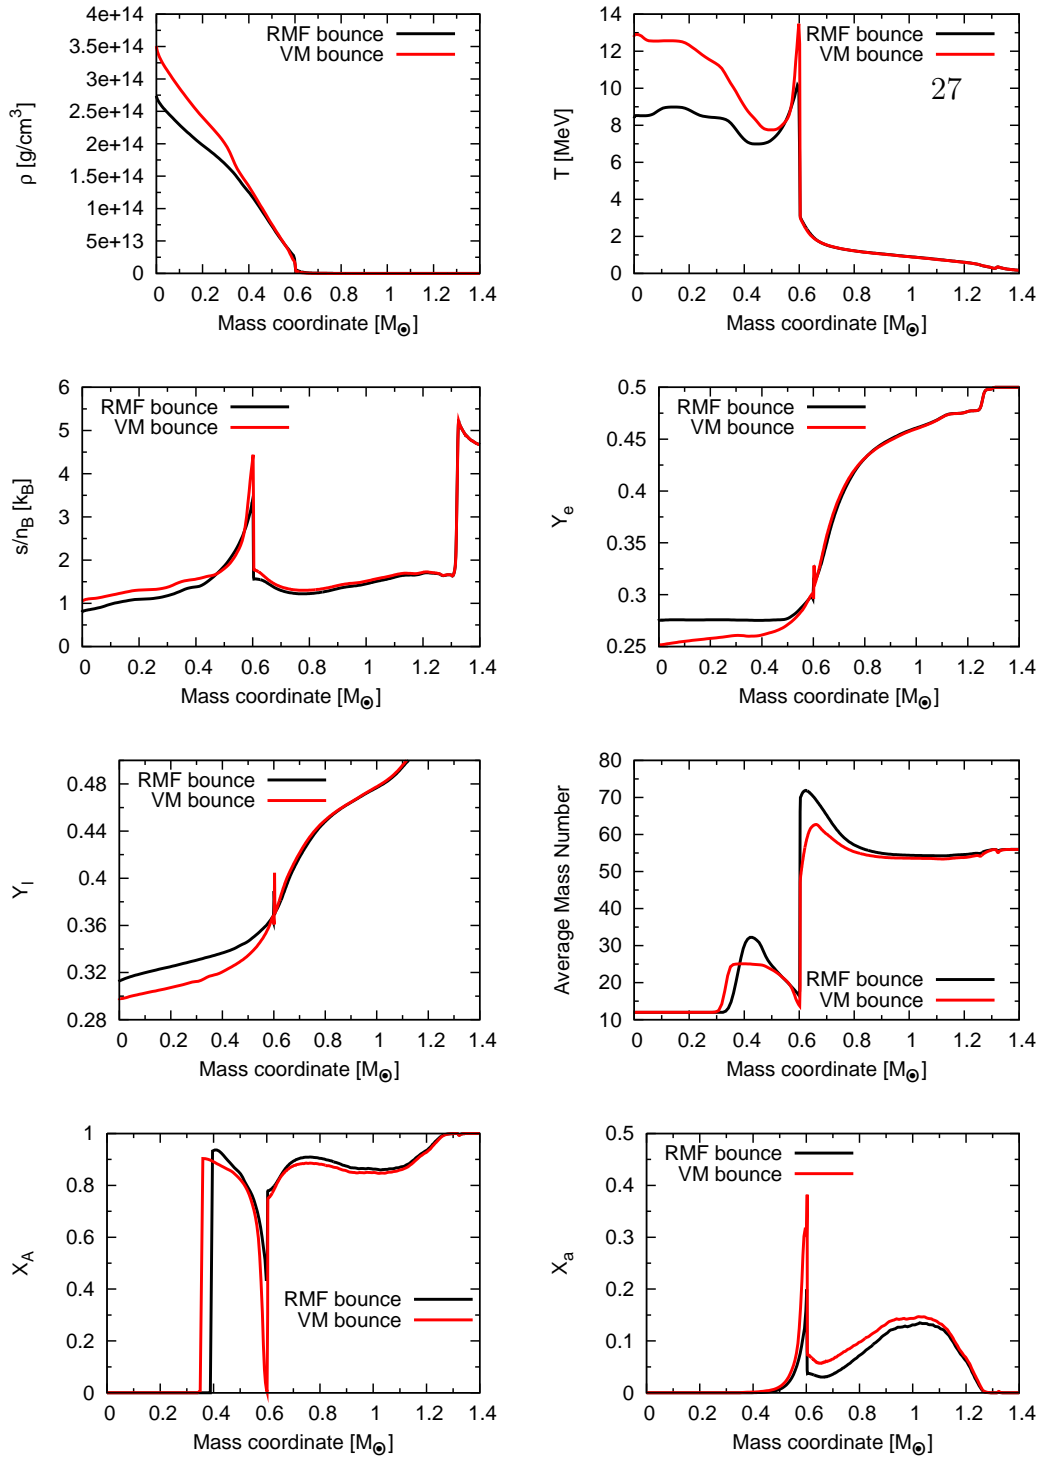 4e+14
3.5e+14
3e+14
2.5e+14
2e+14
1.5e+14
1e+14
5e+13
0
ρ [g/cm³]
RMF bounce
VM bounce
0 0.2 0.4 0.6 0.8 1 1.2 1.4
Mass coordinate [M⊙]
14
12
10
8
6
4
2
0
T [MeV]
RMF bounce
VM bounce
27
0 0.2 0.4 0.6 0.8 1 1.2 1.4
Mass coordinate [M⊙]
6
5
4
3
2
1
0
s/n_B [k_B]
RMF bounce
VM bounce
0 0.2 0.4 0.6 0.8 1 1.2 1.4
Mass coordinate [M⊙]
0.5
0.45
0.4
0.35
0.3
0.25
Y_e
RMF bounce
VM bounce
0 0.2 0.4 0.6 0.8 1 1.2 1.4
Mass coordinate [M⊙]
0.48
0.44
0.4
0.36
0.32
0.28
Y_l
RMF bounce
VM bounce
0 0.2 0.4 0.6 0.8 1 1.2 1.4
Mass coordinate [M⊙]
80
70
60
50
40
30
20
10
Average Mass Number
RMF bounce
VM bounce
0 0.2 0.4 0.6 0.8 1 1.2 1.4
Mass coordinate [M⊙]
1
0.8
0.6
0.4
0.2
0
X_A
RMF bounce
VM bounce
0 0.2 0.4 0.6 0.8 1 1.2 1.4
Mass coordinate [M⊙]
0.5
0.4
0.3
0.2
0.1
0
X_a
RMF bounce
VM bounce
0 0.2 0.4 0.6 0.8 1 1.2 1.4
Mass coordinate [M⊙]